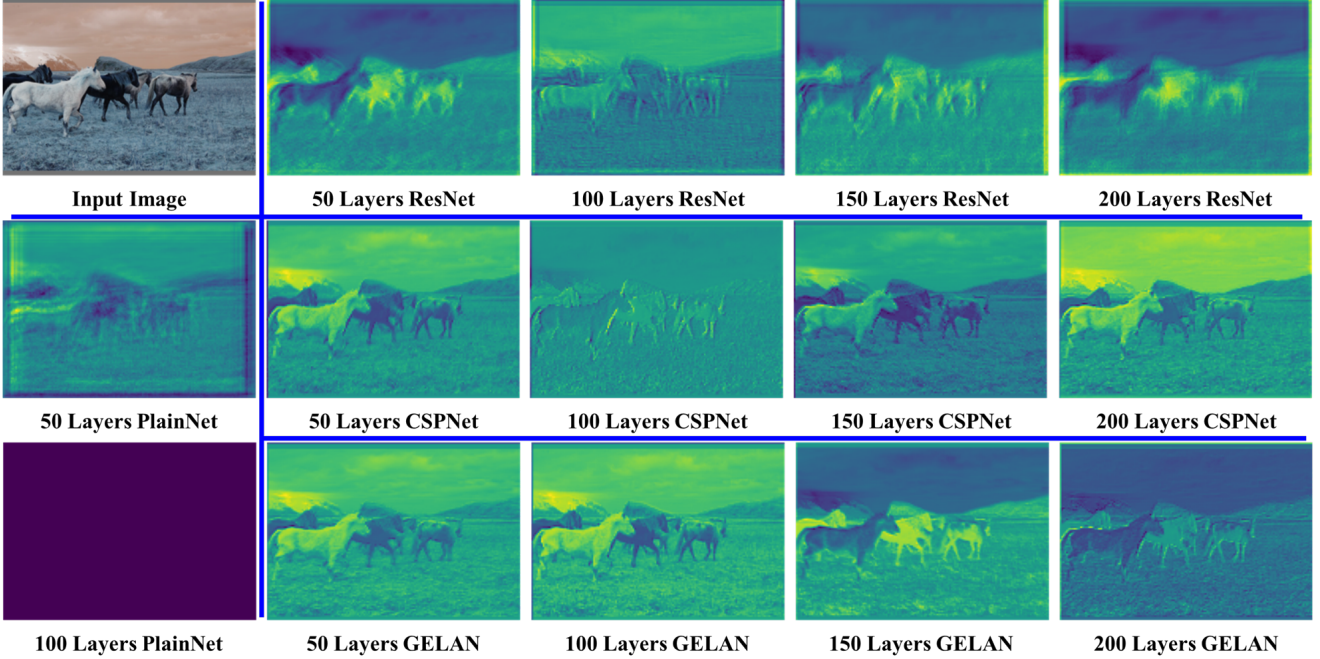 Input Image
50 Layers ResNet
100 Layers ResNet
150 Layers ResNet
200 Layers ResNet
50 Layers PlainNet
50 Layers CSPNet
100 Layers CSPNet
150 Layers CSPNet
200 Layers CSPNet
100 Layers PlainNet
50 Layers GELAN
100 Layers GELAN
150 Layers GELAN
200 Layers GELAN